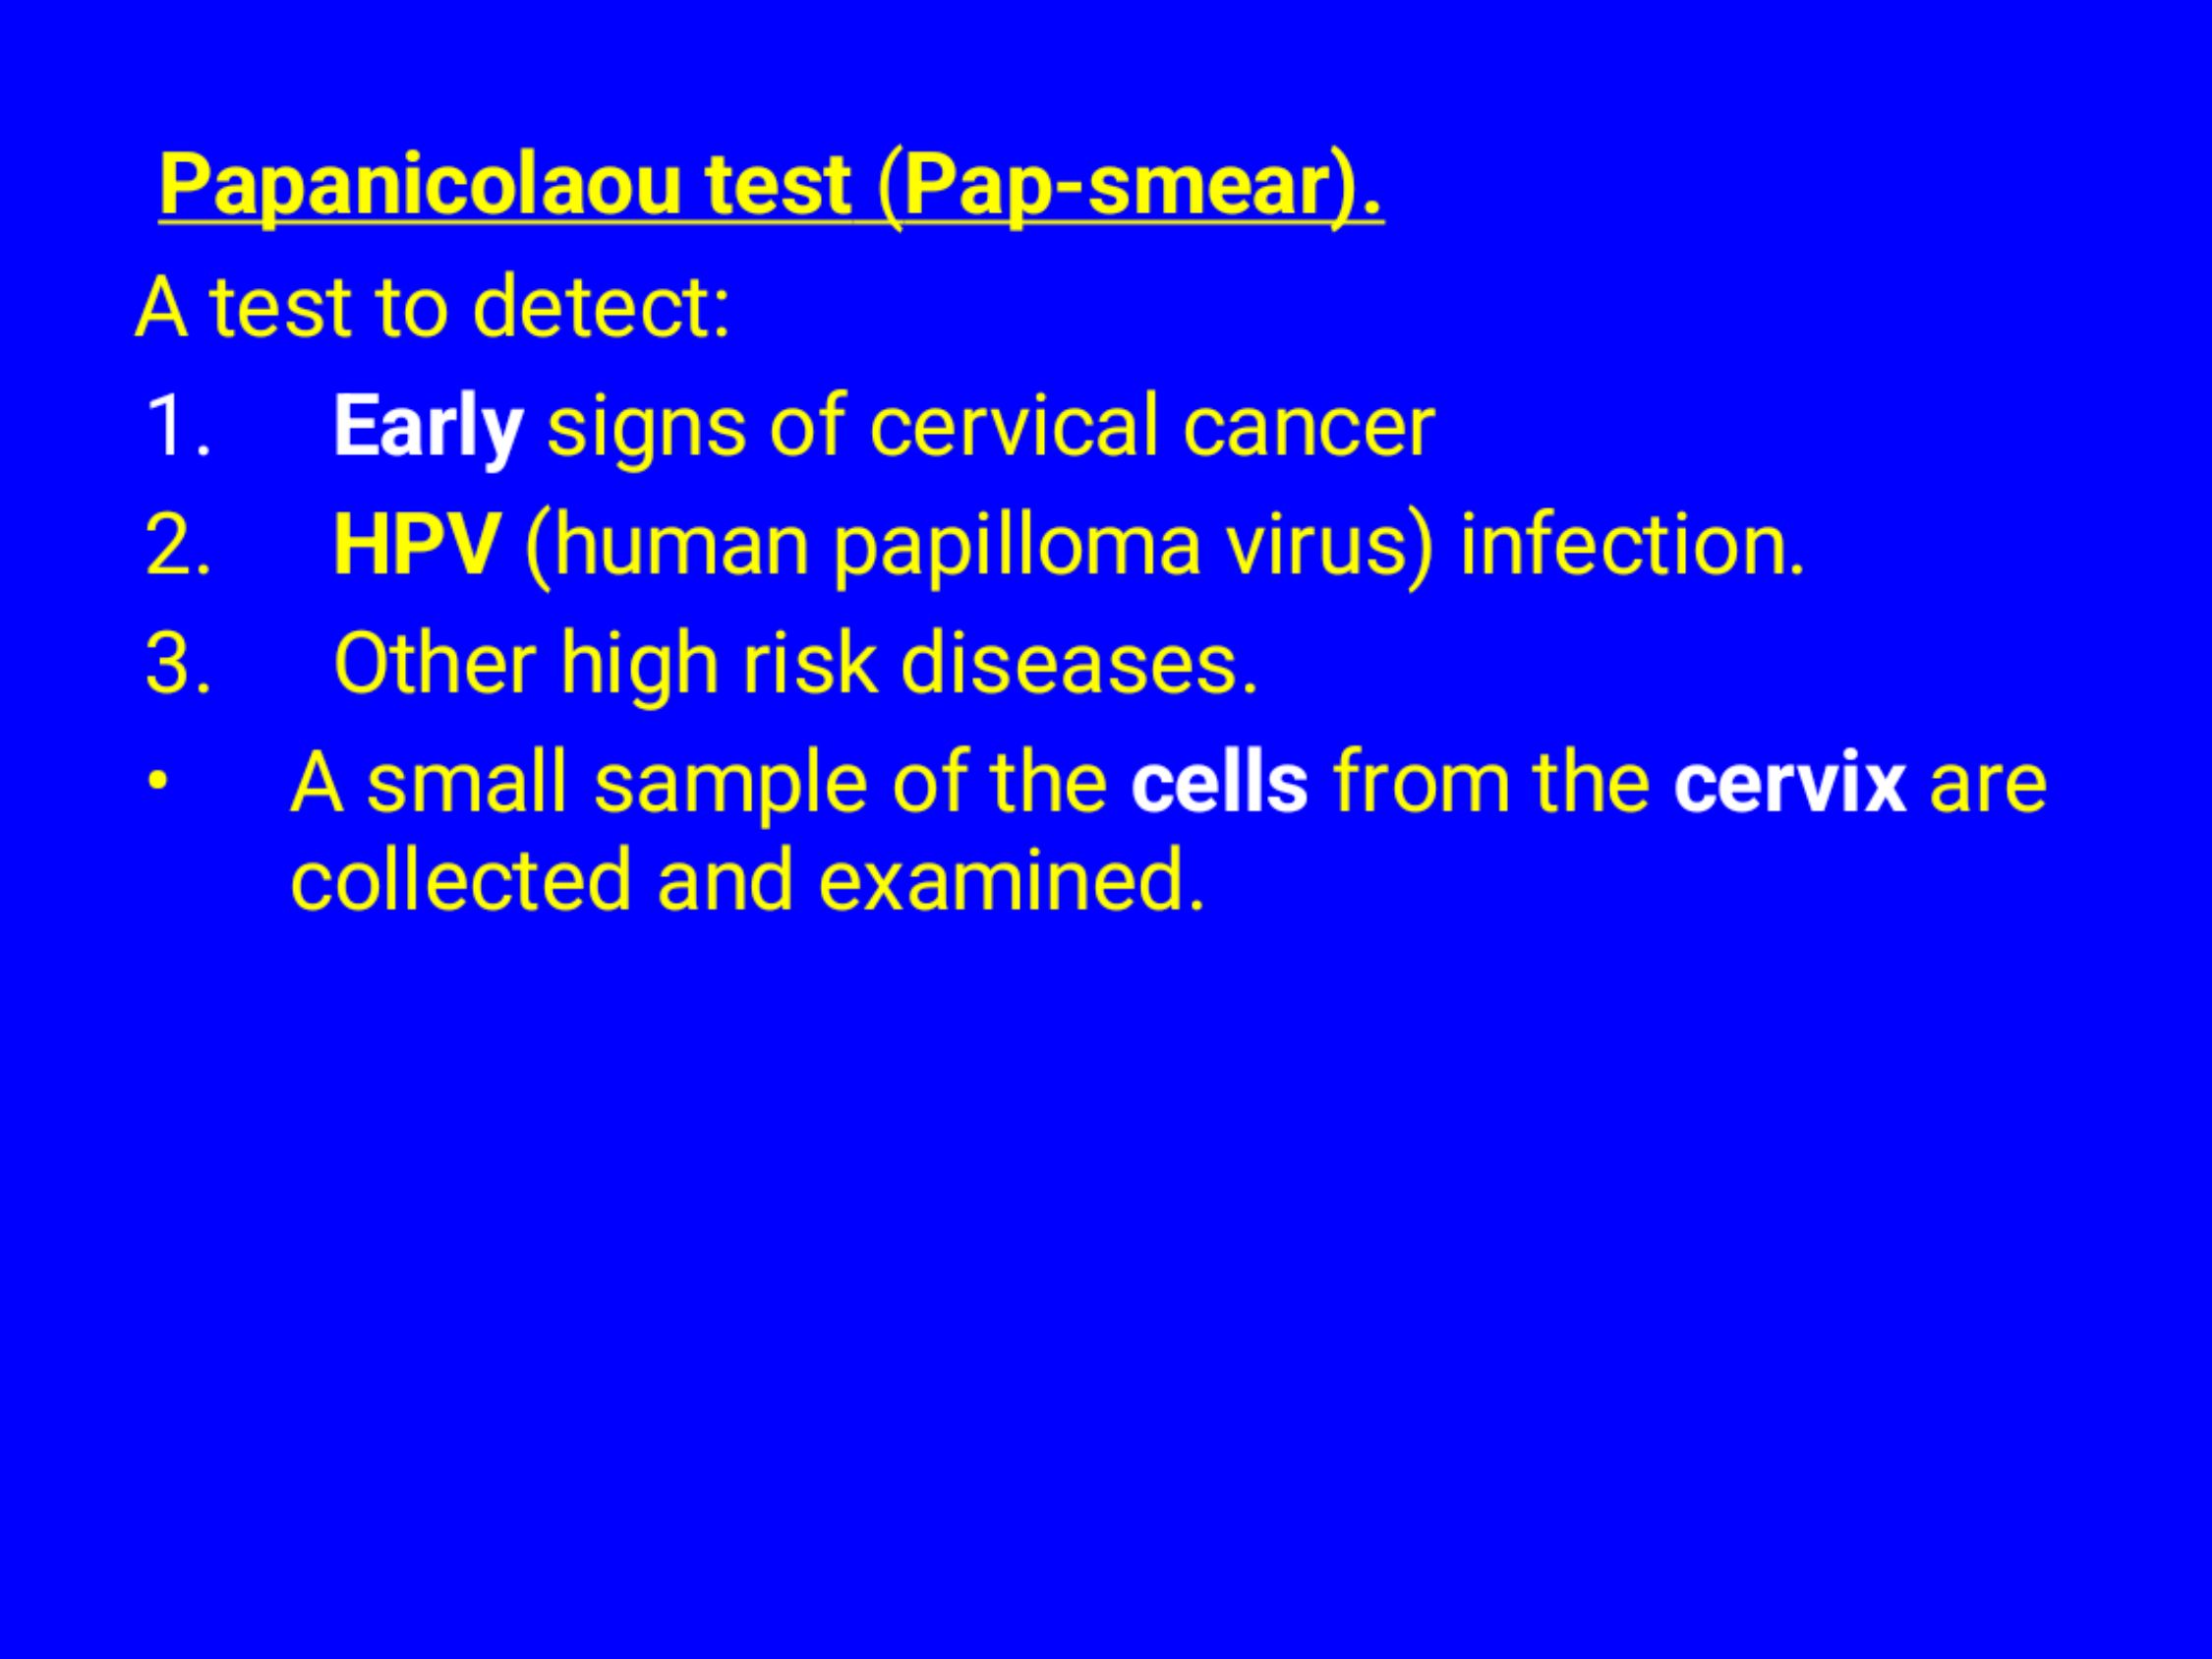 Papanicolaou test (Pap-smear).
A test to detect:
1. Early signs of cervical cancer
2. HPV (human papilloma virus) infection.
3. Other high risk diseases.
• A small sample of the cells from the cervix are
collected and examined.